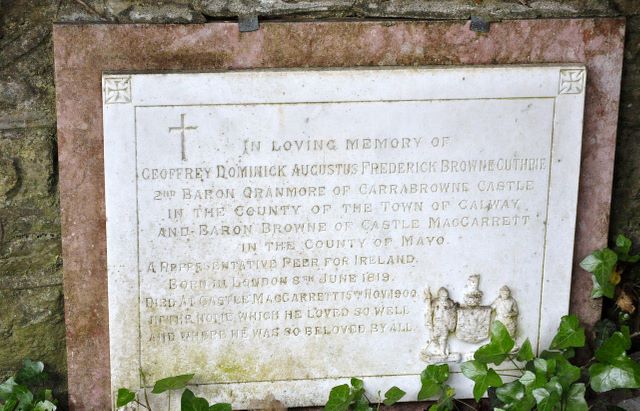 IN LOVING MEMORY OF
GEOFFREY DOMINICK AUGUSTUS FREDERICK BROWNE GUTHRIE
2ND BARON ORANMORE OF CARRABROWNE CASTLE
IN THE COUNTY OF THE TOWN OF GALWAY
AND BARON BROWNE OF CASTLE MACGARRETT
IN THE COUNTY OF MAYO.
A REPRESENTATIVE PEER FOR IRELAND.
BORN IN LONDON 8TH JUNE 1819.
DIED AT CASTLE MACGARRETT 15TH NOV. 1900
IN THE HOME WHICH HE LOVED SO WELL
AND WHERE HE WAS SO BELOVED BY ALL